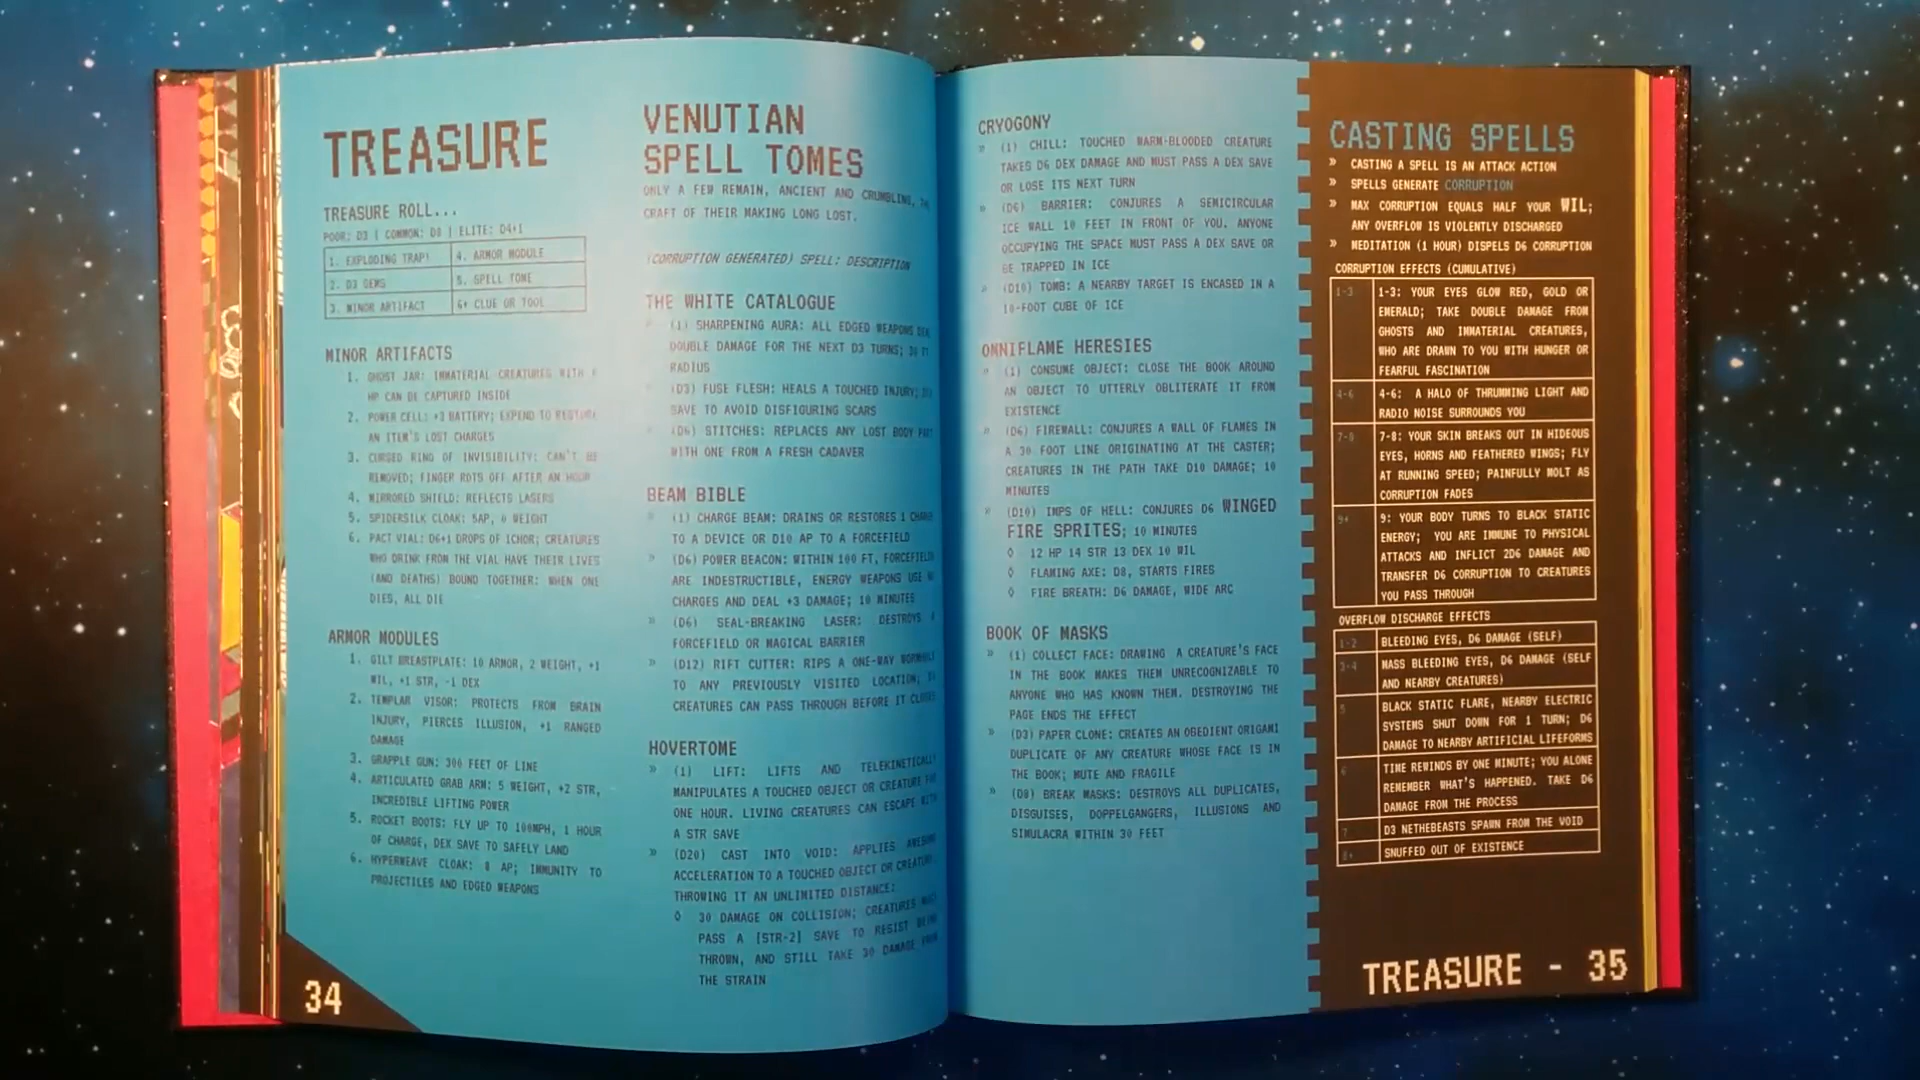 TREASURE
TREASURE ROLL...
POOR: D3 | COMMON: D8 | ELITE: D4+1
1. EXPLODING TRAP!
4. ARMOR MODULE
2. D3 GEMS
5. SPELL TOME
3. MINOR ARTIFACT
6+ CLUE OR TOOL
MINOR ARTIFACTS
1. GHOST JAR: IMMATERIAL CREATURES WITH
HP CAN BE CAPTURED INSIDE
2. POWER CELL: +3 BATTERY; EXPEND TO RESTORE
AN ITEM'S LOST CHARGES
3. CURSED RING OF INVISIBILITY: CAN'T BE
REMOVED; FINGER ROTS OFF AFTER AN HOUR
4. MIRRORED SHIELD: REFLECTS LASERS
5. SPIDERSILK CLOAK: 5AP, 0 WEIGHT
6. PACT VIAL: D6+1 DROPS OF ICHOR; CREATURES
WHO DRINK FROM THE VIAL HAVE THEIR LIVES
(AND DEATHS) BOUND TOGETHER: WHEN ONE
DIES, ALL DIE
ARMOR MODULES
1. GILT BREASTPLATE: 10 ARMOR, 2 WEIGHT, +1
WIL, +1 STR, -1 DEX
2. TEMPLAR VISOR: PROTECTS FROM BRAIN
INJURY, PIERCES ILLUSION, +1 RANGED
DAMAGE
3. GRAPPLE GUN: 300 FEET OF LINE
4. ARTICULATED GRAB ARM: 5 WEIGHT, +2 STR,
INCREDIBLE LIFTING POWER
5. ROCKET BOOTS: FLY UP TO 100MPH, 1 HOUR
OF CHARGE, DEX SAVE TO SAFELY LAND
6. HYPERWEAVE CLOAK: 8 AP; IMMUNITY TO
PROJECTILES AND EDGED WEAPONS
34
VENUTIAN
SPELL TOMES
ONLY A FEW REMAIN, ANCIENT AND CRUMBLING, THE
CRAFT OF THEIR MAKING LONG LOST.
(CORRUPTION GENERATED) SPELL: DESCRIPTION
THE WHITE CATALOGUE
» (1) SHARPENING AURA: ALL EDGED WEAPONS DEAL
DOUBLE DAMAGE FOR THE NEXT D3 TURNS; 30 FT
RADIUS
» (D3) FUSE FLESH: HEALS A TOUCHED INJURY;
SAVE TO AVOID DISFIGURING SCARS
» (D6) STITCHES: REPLACES ANY LOST BODY PART
WITH ONE FROM A FRESH CADAVER
BEAM BIBLE
» (1) CHARGE BEAM: DRAINS OR RESTORES 1 CHARGE
TO A DEVICE OR D10 AP TO A FORCEFIELD
» (D6) POWER BEACON: WITHIN 100 FT, FORCEFIELDS
ARE INDESTRUCTIBLE, ENERGY WEAPONS USE NO
CHARGES AND DEAL +3 DAMAGE; 10 MINUTES
» (D6) SEAL-BREAKING LASER: DESTROYS A
FORCEFIELD OR MAGICAL BARRIER
» (D12) RIFT CUTTER: RIPS A ONE-WAY WORMHOLE
TO ANY PREVIOUSLY VISITED LOCATION;
CREATURES CAN PASS THROUGH BEFORE IT CLOSES
HOVERTOME
» (1) LIFT: LIFTS AND TELEKINETICALLY
MANIPULATES A TOUCHED OBJECT OR CREATURE FOR
ONE HOUR. LIVING CREATURES CAN ESCAPE WITH
A STR SAVE
» (D20) CAST INTO VOID: APPLIES AWESOME
ACCELERATION TO A TOUCHED OBJECT OR CREATURE,
THROWING IT AN UNLIMITED DISTANCE:
◊ 30 DAMAGE ON COLLISION; CREATURES MUST
PASS A [STR-2] SAVE TO RESIST BEING
THROWN, AND STILL TAKE 30 DAMAGE FROM
THE STRAIN
CRYOGONY
» (1) CHILL: TOUCHED WARM-BLOODED CREATURE
TAKES D6 DEX DAMAGE AND MUST PASS A DEX SAVE
OR LOSE ITS NEXT TURN
» (D6) BARRIER: CONJURES A SEMICIRCULAR
ICE WALL 10 FEET IN FRONT OF YOU. ANYONE
OCCUPYING THE SPACE MUST PASS A DEX SAVE OR
BE TRAPPED IN ICE
» (D10) TOMB: A NEARBY TARGET IS ENCASED IN A
10-FOOT CUBE OF ICE
OMNIFLAME HERESIES
» (1) CONSUME OBJECT: CLOSE THE BOOK AROUND
AN OBJECT TO UTTERLY OBLITERATE IT FROM
EXISTENCE
» (D6) FIREWALL: CONJURES A WALL OF FLAMES IN
A 30 FOOT LINE ORIGINATING AT THE CASTER;
CREATURES IN THE PATH TAKE D10 DAMAGE; 10
MINUTES
» (D10) IMPS OF HELL: CONJURES D6 WINGED
FIRE SPRITES; 10 MINUTES
◊ 12 HP 14 STR 13 DEX 10 WIL
◊ FLAMING AXE: D8, STARTS FIRES
◊ FIRE BREATH: D6 DAMAGE, WIDE ARC
BOOK OF MASKS
» (1) COLLECT FACE: DRAWING A CREATURE'S FACE
IN THE BOOK MAKES THEM UNRECOGNIZABLE TO
ANYONE WHO HAS KNOWN THEM. DESTROYING THE
PAGE ENDS THE EFFECT
» (D3) PAPER CLONE: CREATES AN OBEDIENT ORIGAMI
DUPLICATE OF ANY CREATURE WHOSE FACE IS IN
THE BOOK; MUTE AND FRAGILE
» (D8) BREAK MASKS: DESTROYS ALL DUPLICATES,
DISGUISES, DOPPELGANGERS, ILLUSIONS AND
SIMULACRA WITHIN 30 FEET
CASTING SPELLS
» CASTING A SPELL IS AN ATTACK ACTION
» SPELLS GENERATE CORRUPTION
» MAX CORRUPTION EQUALS HALF YOUR WIL;
ANY OVERFLOW IS VIOLENTLY DISCHARGED
» MEDITATION (1 HOUR) DISPELS D6 CORRUPTION
CORRUPTION EFFECTS (CUMULATIVE)
1-3 1-3: YOUR EYES GLOW RED, GOLD OR
EMERALD; TAKE DOUBLE DAMAGE FROM
GHOSTS AND IMMATERIAL CREATURES,
WHO ARE DRAWN TO YOU WITH HUNGER OR
FEARFUL FASCINATION
4-6 4-6: A HALO OF THRUMMING LIGHT AND
RADIO NOISE SURROUNDS YOU
7-8 7-8: YOUR SKIN BREAKS OUT IN HIDEOUS
EYES, HORNS AND FEATHERED WINGS; FLY
AT RUNNING SPEED; PAINFULLY MOLT AS
CORRUPTION FADES
9+ 9: YOUR BODY TURNS TO BLACK STATIC
ENERGY; YOU ARE IMMUNE TO PHYSICAL
ATTACKS AND INFLICT 2D6 DAMAGE AND
TRANSFER D6 CORRUPTION TO CREATURES
YOU PASS THROUGH
OVERFLOW DISCHARGE EFFECTS
1-2 BLEEDING EYES, D6 DAMAGE (SELF)
3-4 MASS BLEEDING EYES, D6 DAMAGE (SELF
AND NEARBY CREATURES)
5 BLACK STATIC FLARE, NEARBY ELECTRIC
SYSTEMS SHUT DOWN FOR 1 TURN; D6
DAMAGE TO NEARBY ARTIFICIAL LIFEFORMS
6 TIME REWINDS BY ONE MINUTE; YOU ALONE
REMEMBER WHAT'S HAPPENED. TAKE D6
DAMAGE FROM THE PROCESS
7 D3 NETHEBEASTS SPAWN FROM THE VOID
8+ SNUFFED OUT OF EXISTENCE
TREASURE - 35